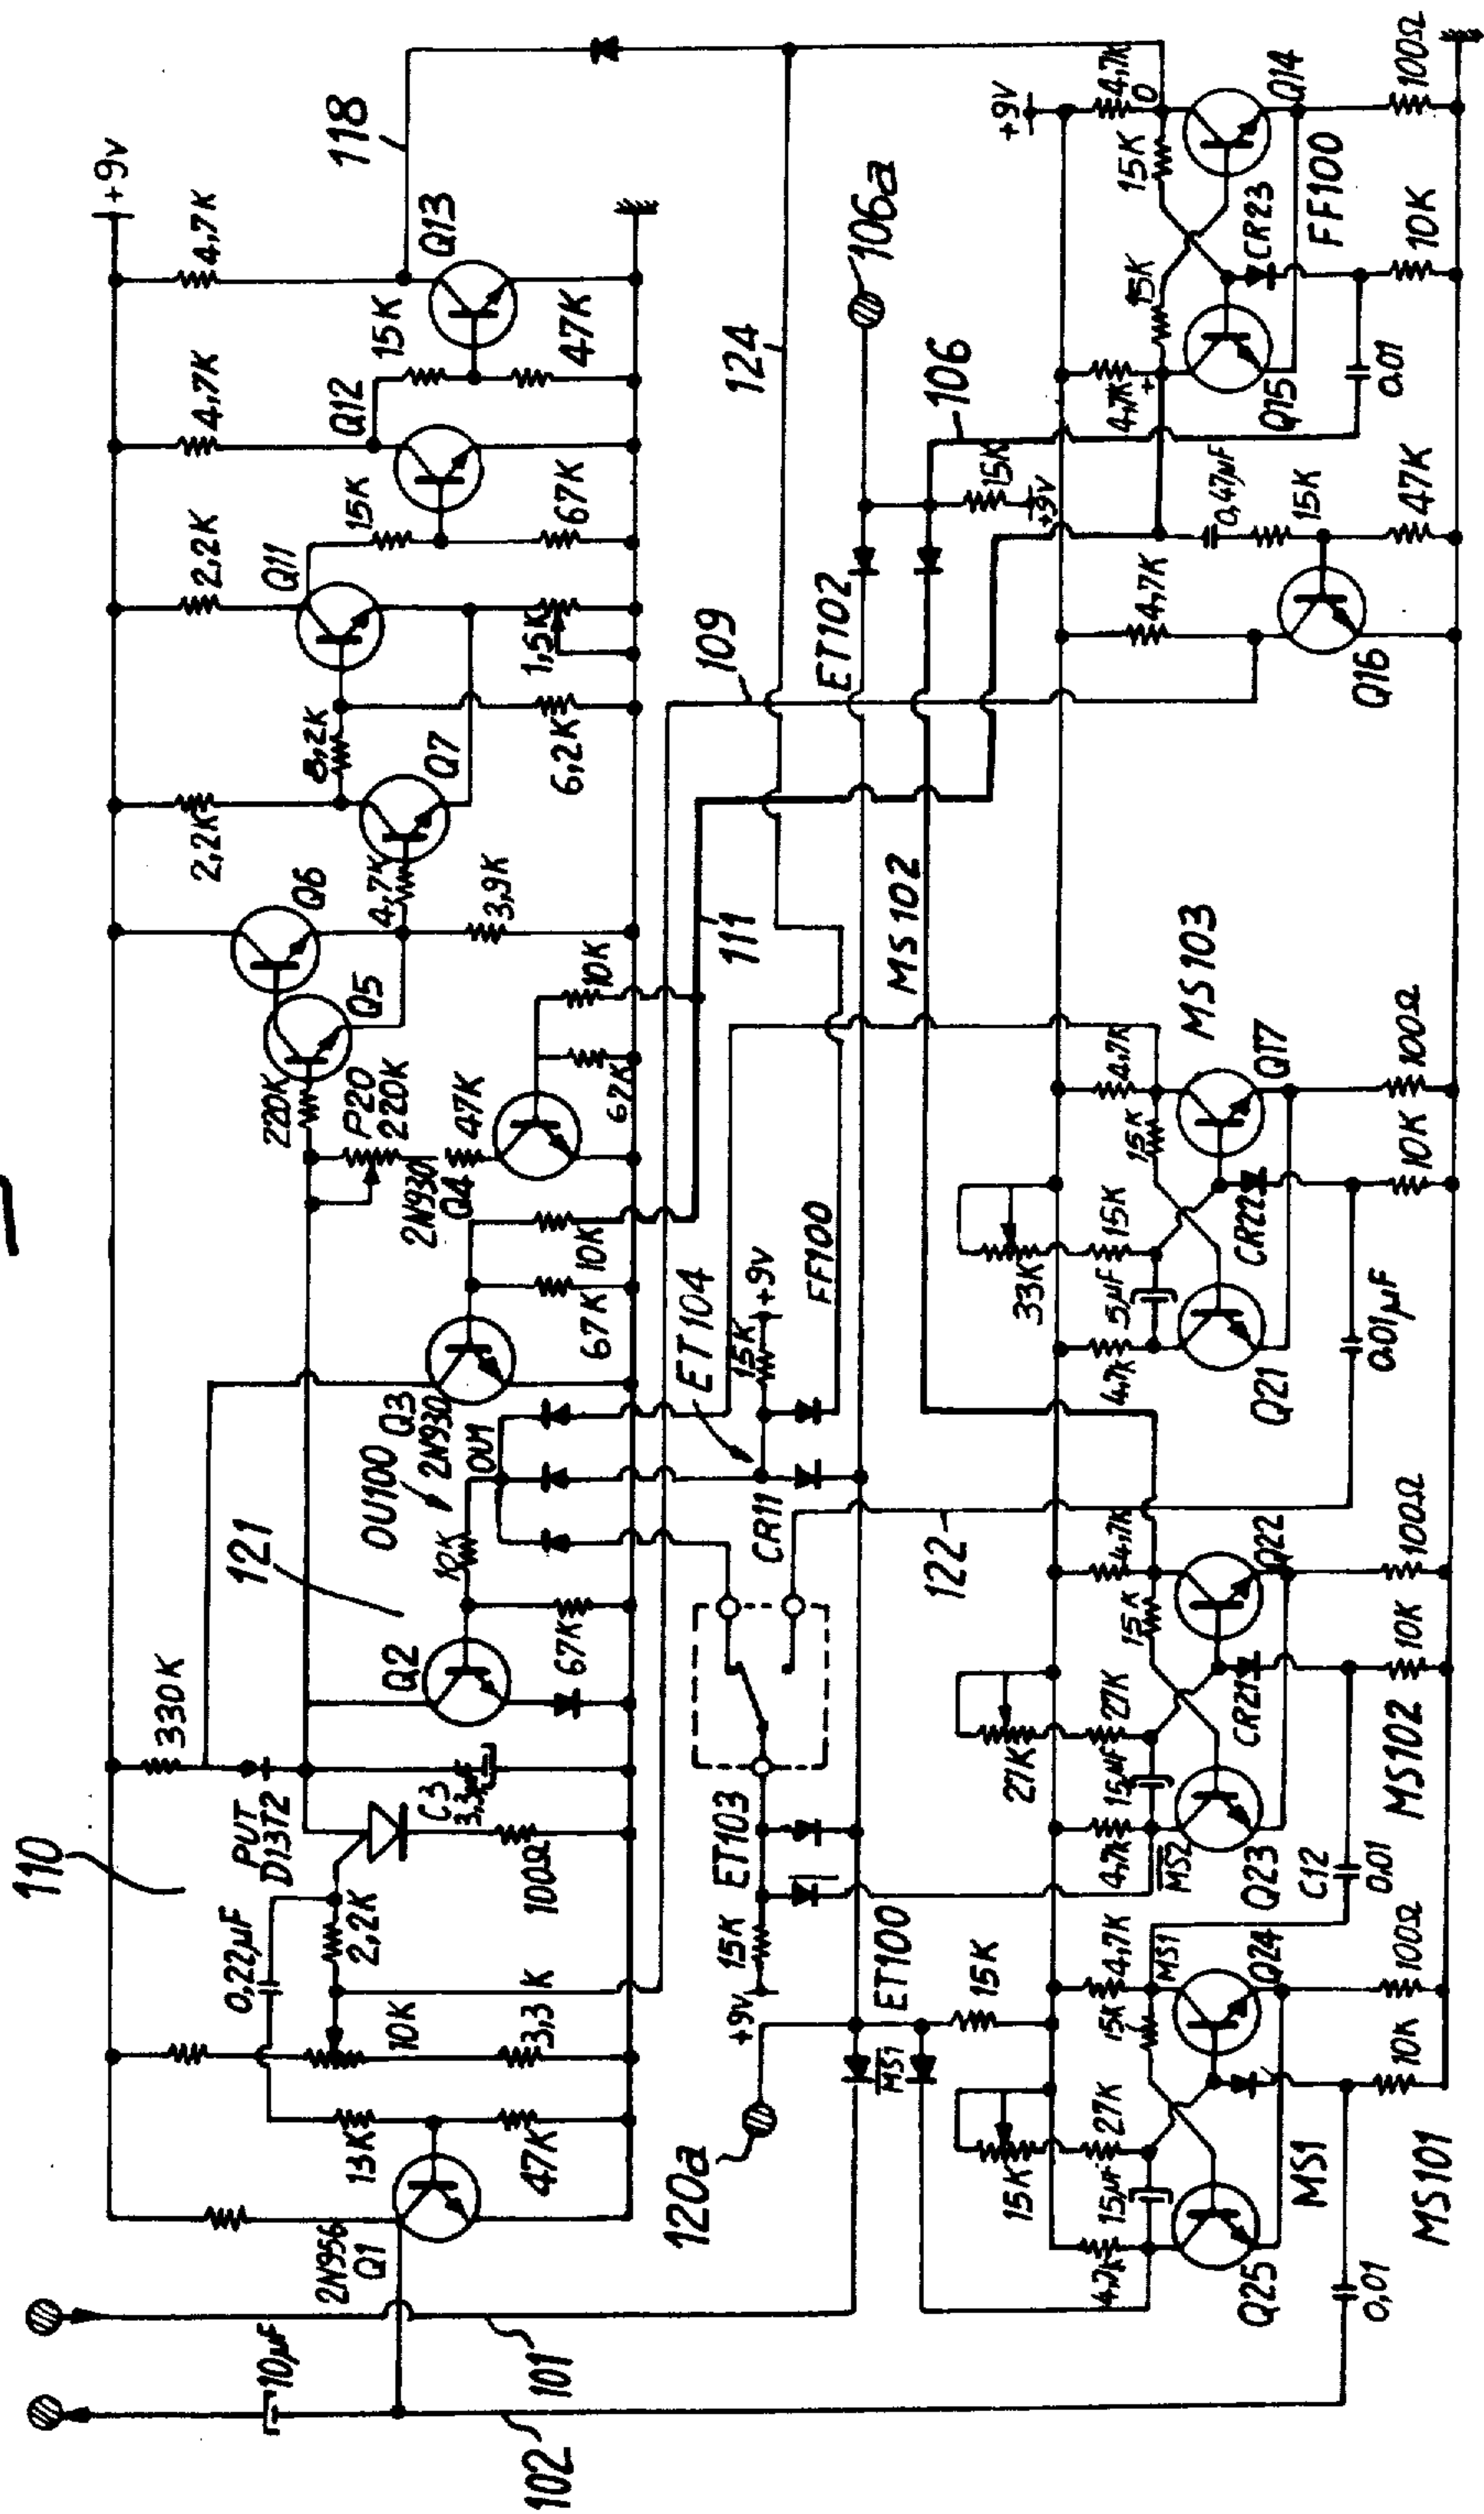 110
121
118
+9v
330K
PUT
D13T2
0,22µF
2,2K
10K
3,3K
13K
47K
2N956
Q1
10µF
101
102
100Ω
C3
Q2
67K
10K
OU100
OU1
2N930
Q3
67K
10K
2N930
Q4
47K
P20
220K
220K
67K
10K
Q5
Q6
4,7K
3,9K
2,2K
Q7
8,2K
6,2K
2,2K
Q11
1,5K
15K
67K
4,7K
Q12
15K
47K
4,7K
Q13
109
111
124
106
106a
120a
122
ET104
15K
+9v
FF100
CR11
ET103
15K
+9v
ET100
MS1
15K
ET102
MS102
15K
+9v
15K
27K
4,7K
15µF
15K
4,7K
MS1
Q24
Q25
MS1
100Ω
10K
0,01
MS101
27K
27K
4,7K
15µF
MS2
15K
4,7K
Q22
Q23
CR21
C12
0,01
100Ω
10K
MS102
33K
15K
4,7K
5µF
15K
4,7K
MS103
Q17
Q21
CR22
100Ω
10K
0,01µF
4,7K
Q16
0,47µF
15K
47K
4,7K
+
15K
15K
+9V
4,7K
0
Q14
Q15
CR23
FF100
0,01
10K
100Ω